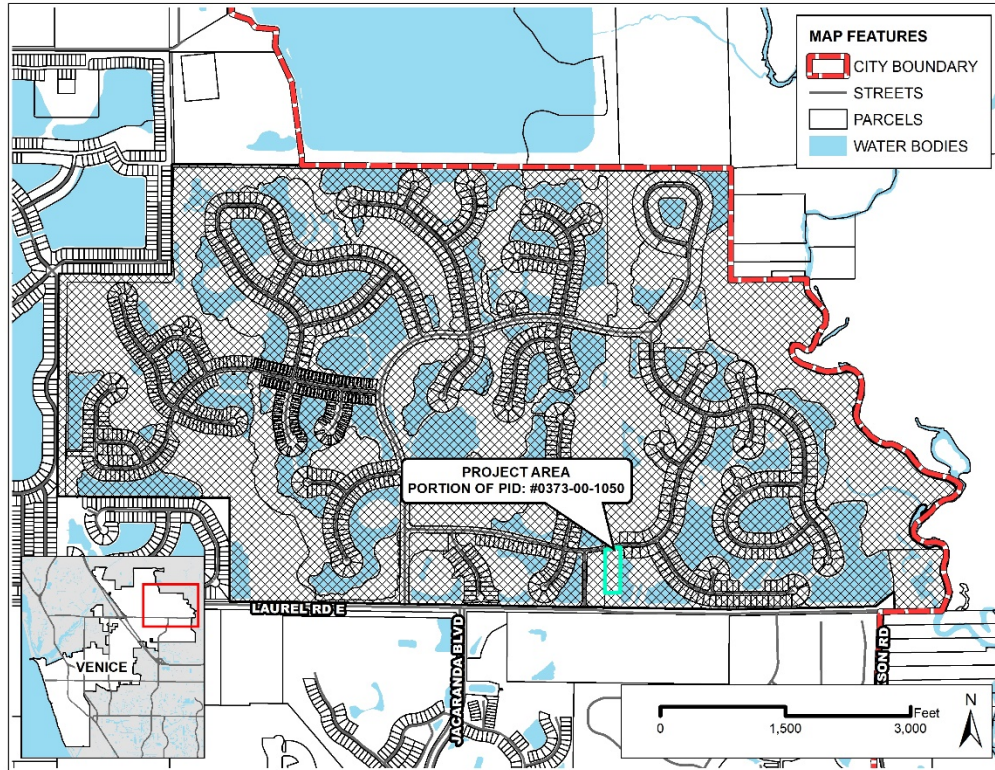 MAP FEATURES
CITY BOUNDARY
STREETS
PARCELS
WATER BODIES
PROJECT AREA
PORTION OF PID: #0373-00-1050
LAUREL RD E
JACARANDA BLVD
SON RD
VENICE
N
Feet
0 1,500 3,000